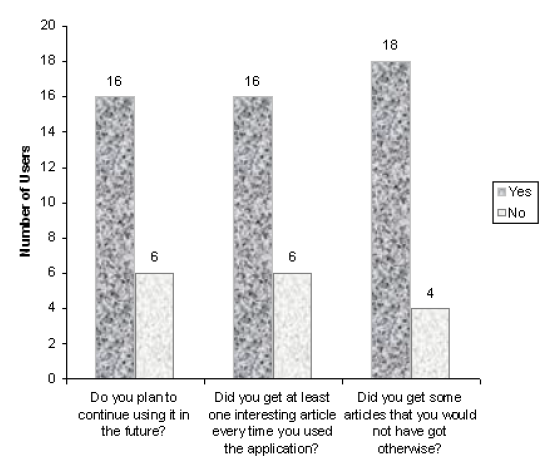 20
18
16
14
12
10
8
6
4
2
0
Number of Users
16
6
16
6
18
4
Yes
No
Do you plan to
continue using it in
the future?
Did you get at least
one interesting article
every time you used
the application?
Did you get some
articles that you would
not have got
otherwise?